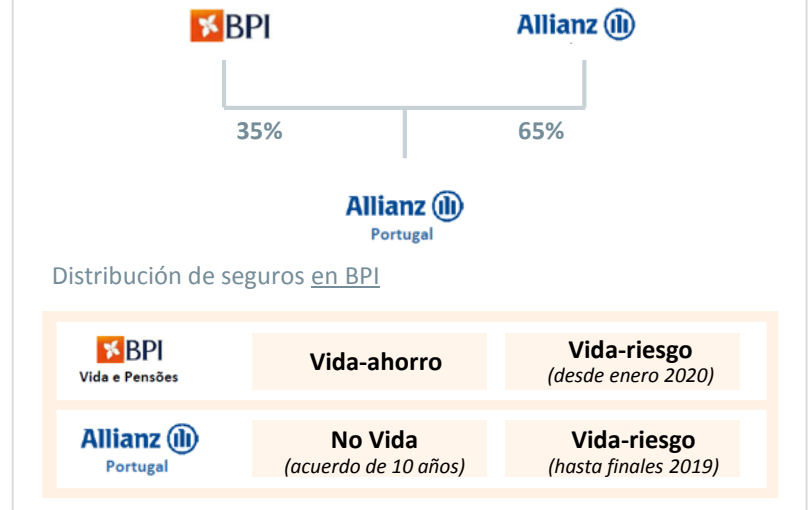 BPI
Allianz
35%
65%
Allianz
Portugal
Distribución de seguros en BPI
BPI
Vida e Pensões
Vida-ahorro
Vida-riesgo
(desde enero 2020)
Allianz
Portugal
No Vida
(acuerdo de 10 años)
Vida-riesgo
(hasta finales 2019)